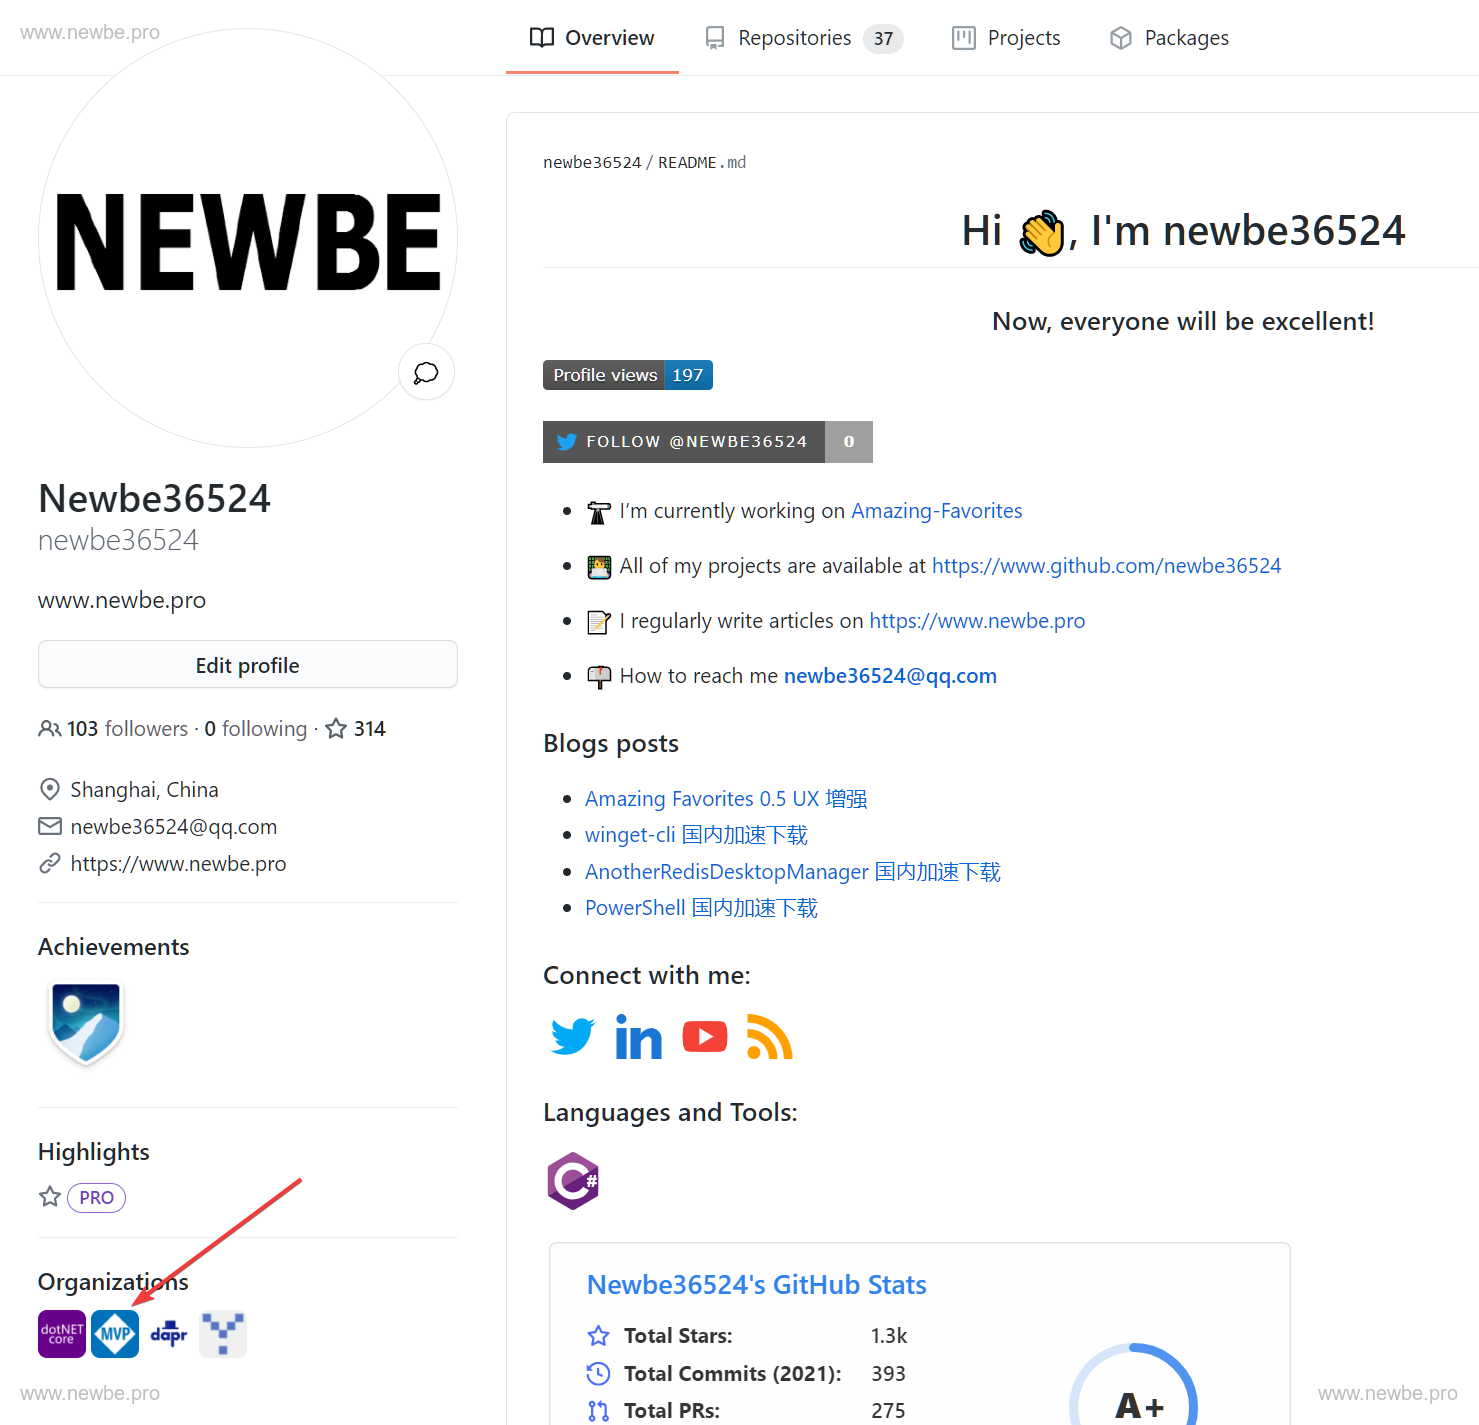 www.newbe.pro
Overview
Repositories 37
Projects
Packages
NEWBE
Newbe36524
newbe36524
www.newbe.pro
Edit profile
103 followers · 0 following · 314
Shanghai, China
newbe36524@qq.com
https://www.newbe.pro
Achievements
Highlights
PRO
Organizations
dotNET
core
MVP
dapr
newbe36524 / README.md
Hi 👋, I'm newbe36524
Now, everyone will be excellent!
Profile views 197
FOLLOW @NEWBE36524 0
I’m currently working on Amazing-Favorites
All of my projects are available at https://www.github.com/newbe36524
I regularly write articles on https://www.newbe.pro
How to reach me newbe36524@qq.com
Blogs posts
Amazing Favorites 0.5 UX 增强
winget-cli 国内加速下载
AnotherRedisDesktopManager 国内加速下载
PowerShell 国内加速下载
Connect with me:
in
Languages and Tools:
C#
Newbe36524's GitHub Stats
Total Stars: 1.3k
Total Commits (2021): 393
Total PRs: 275
A+
www.newbe.pro
www.newbe.pro